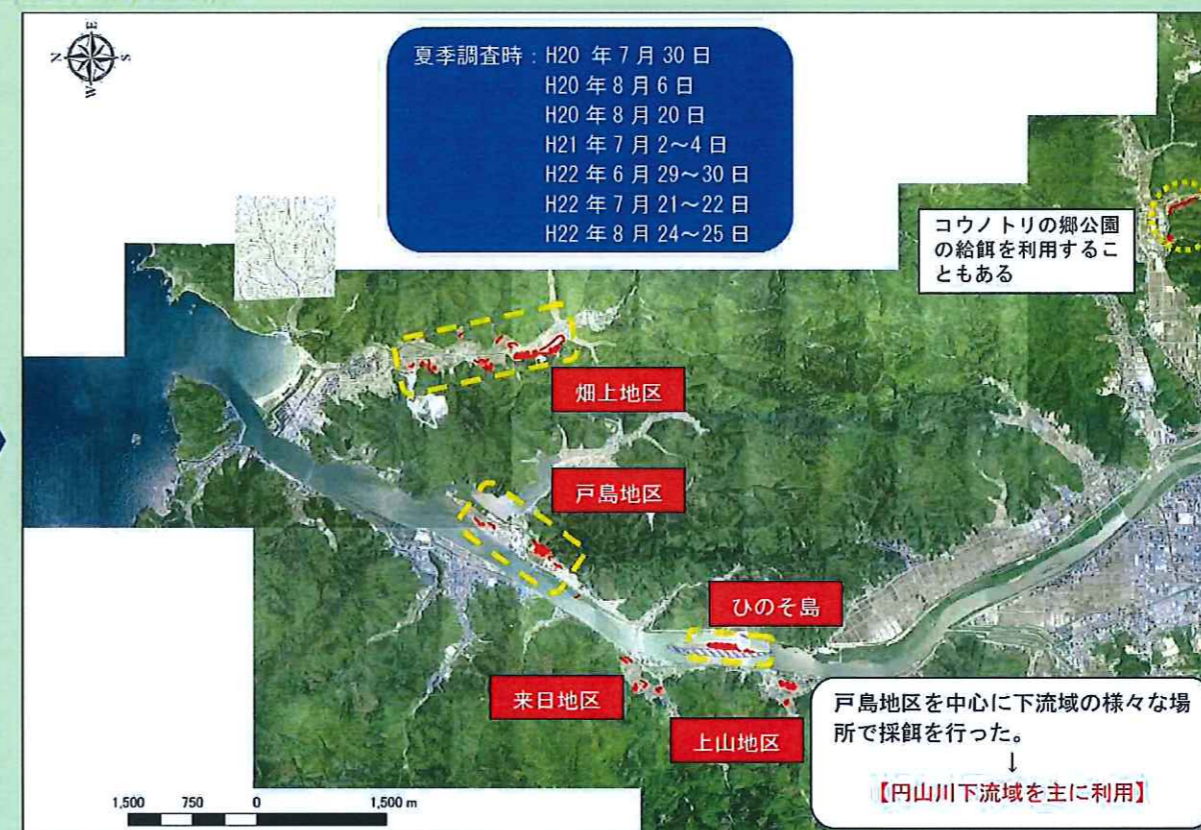 E
N
S
W
夏季調査時：H20 年 7 月 30 日
H20 年 8 月 6 日
H20 年 8 月 20 日
H21 年 7 月 2～4 日
H22 年 6 月 29～30 日
H22 年 7 月 21～22 日
H22 年 8 月 24～25 日
コウノトリの郷公園
の給餌を利用するこ
ともある
畑上地区
戸島地区
ひのそ島
来日地区
上山地区
戸島地区を中心に下流域の様々な場
所で採餌を行った。
↓
【円山川下流域を主に利用】
1,500 750 0 1,500 m